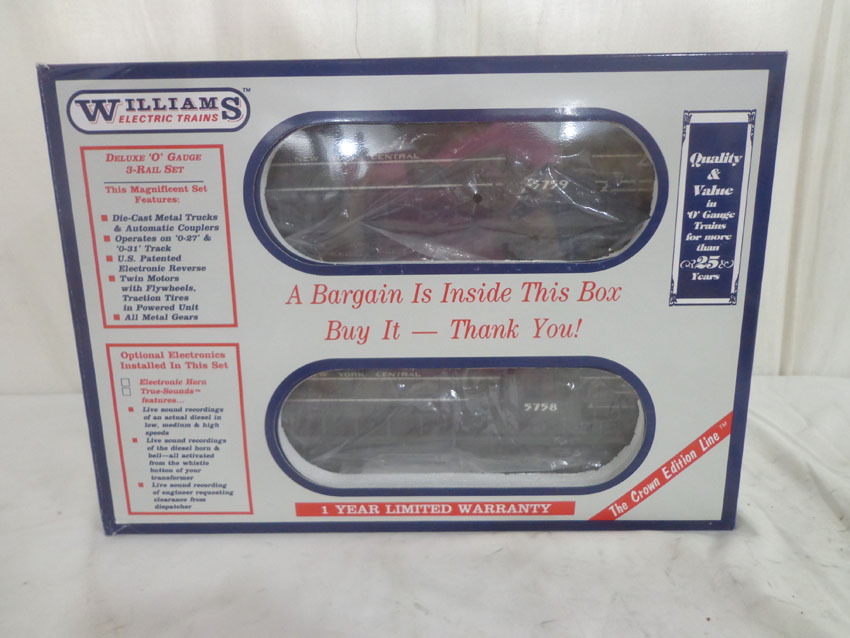 WILLIAMS™
ELECTRIC TRAINS
DELUXE 'O' GAUGE
3-RAIL SET
This Magnificent Set
Features:
Die-Cast Metal Trucks
& Automatic Couplers
Operates on '0-27' &
'0-31' Track
U.S. Patented
Electronic Reverse
Twin Motors
with Flywheels,
Traction Tires
in Powered Unit
All Metal Gears
Optional Electronics
Installed In This Set
Electronic Horn
True-Sounds™
features...
Live sound recordings
of an actual diesel in
low, medium & high
speeds
Live sound recordings
of the diesel horn &
bell—all activated
from the whistle
button of your
transformer
Live sound recording
of engineer requesting
clearance from
dispatcher
NEW YORK CENTRAL
5759
A Bargain Is Inside This Box
Buy It — Thank You!
YORK CENTRAL
5758
1 YEAR LIMITED WARRANTY
Quality
&
Value
in
'O' Gauge
Trains
for more
than
25
Years
The Crown Edition Line™